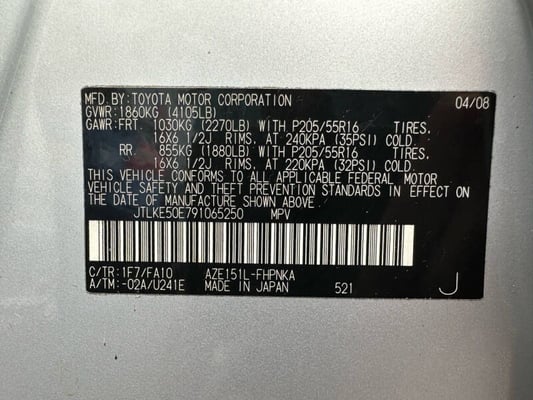 MFD. BY: TOYOTA MOTOR CORPORATION 04/08
GVWR: 1860KG (4105LB)
GAWR: FRT. 1030KG (2270LB) WITH P205/55R16 TIRES.
16X6 1/2J RIMS. AT 240KPA (35PSI) COLD.
RR. 855KG (1880LB) WITH P205/55R16 TIRES.
16X6 1/2J RIMS. AT 220KPA (32PSI) COLD.
THIS VEHICLE CONFORMS TO ALL APPLICABLE FEDERAL MOTOR
VEHICLE SAFETY AND THEFT PREVENTION STANDARDS IN EFFECT ON
THE DATE OF MANUFACTURE SHOWN ABOVE.
JTLKE50E791065250 MPV
C/TR: 1F7/FA10 AZE151L-FHPNKA
A/TM: -02A/U241E MADE IN JAPAN 521 J